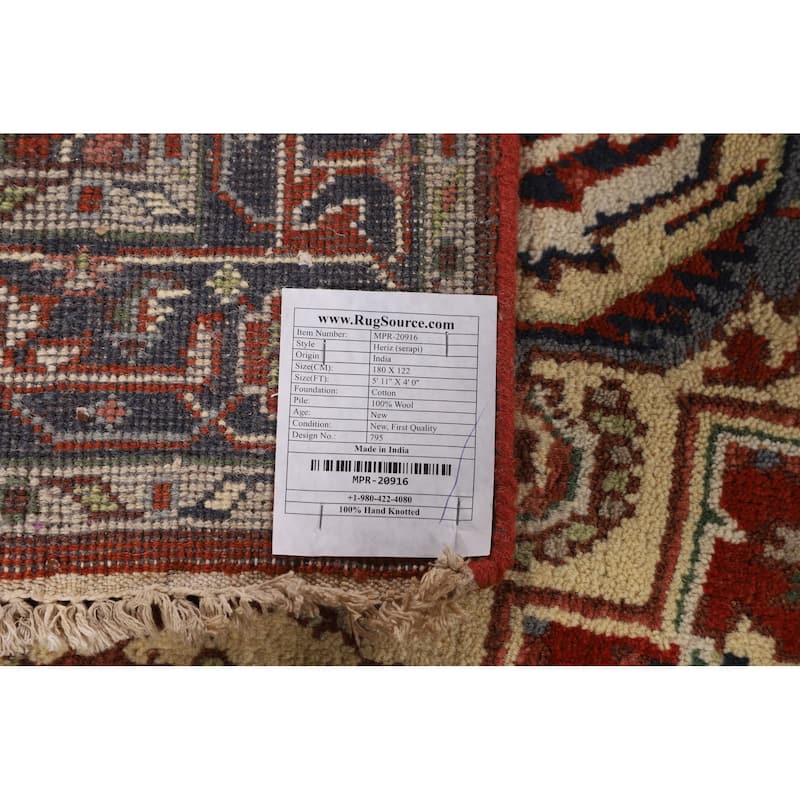 www.RugSource.com
Item Number: MPR-20916
Style Heriz (serapi)
Origin India
Size(CM): 180 X 122
Size(FT): 5' 11" X 4' 0"
Foundation: Cotton
Pile: 100% Wool
Age: New
Condition: New, First Quality
Design No.: 795
Made in India
MPR-20916
+1-980-422-4080
100% Hand Knotted